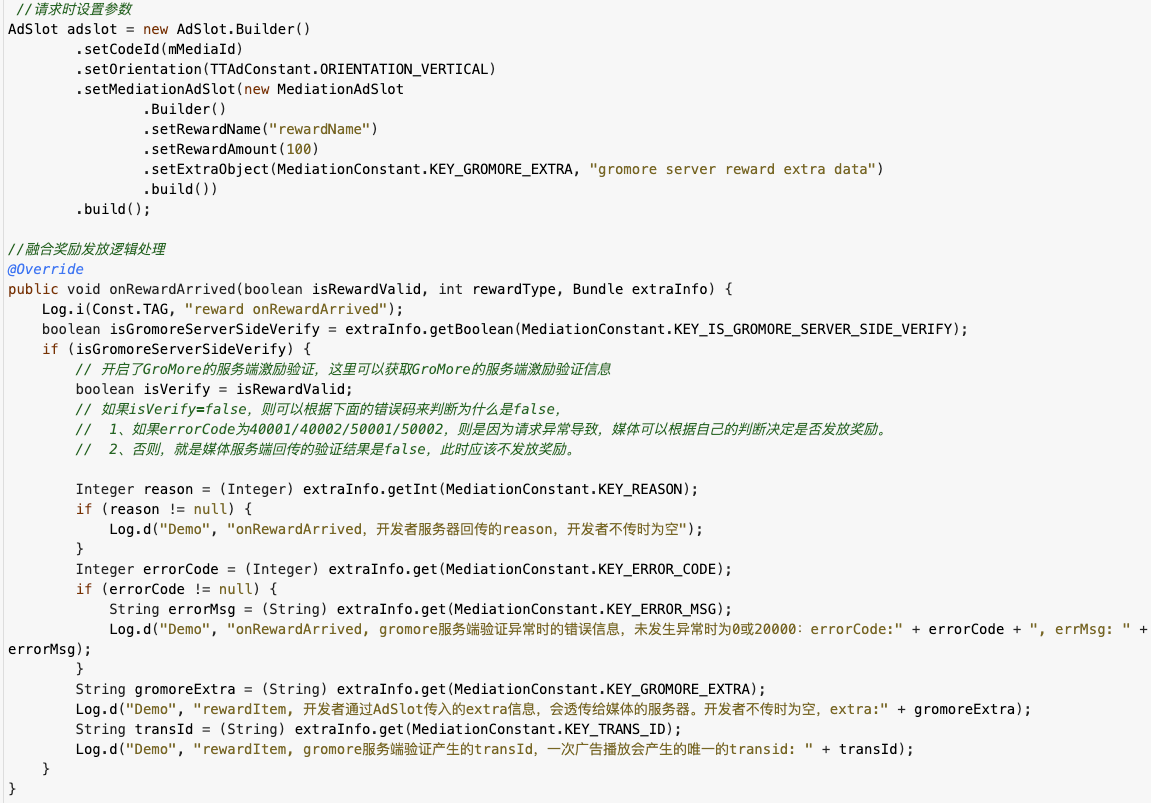 //请求时设置参数
AdSlot adslot = new AdSlot.Builder()
        .setCodeId(mMediaId)
        .setOrientation(TTAdConstant.ORIENTATION_VERTICAL)
        .setMediationAdSlot(new MediationAdSlot
                .Builder()
                .setRewardName("rewardName")
                .setRewardAmount(100)
                .setExtraObject(MediationConstant.KEY_GROMORE_EXTRA, "gromore server reward extra data")
                .build())
        .build();

//融合奖励发放逻辑处理
@Override
public void onRewardArrived(boolean isRewardValid, int rewardType, Bundle extraInfo) {
    Log.i(Const.TAG, "reward onRewardArrived");
    boolean isGromoreServerSideVerify = extraInfo.getBoolean(MediationConstant.KEY_IS_GROMORE_SERVER_SIDE_VERIFY);
    if (isGromoreServerSideVerify) {
        // 开启了GroMore的服务端激励验证，这里可以获取GroMore的服务端激励验证信息
        boolean isVerify = isRewardValid;
        // 如果isVerify=false，则可以根据下面的错误码来判断为什么是false，
        //  1、如果errorCode为40001/40002/50001/50002，则是因为请求异常导致，媒体可以根据自己的判断决定是否发放奖励。
        //  2、否则，就是媒体服务端回传的验证结果是false，此时应该不发放奖励。

        Integer reason = (Integer) extraInfo.getInt(MediationConstant.KEY_REASON);
        if (reason != null) {
            Log.d("Demo", "onRewardArrived，开发者服务器回传的reason，开发者不传时为空");
        }
        Integer errorCode = (Integer) extraInfo.get(MediationConstant.KEY_ERROR_CODE);
        if (errorCode != null) {
            String errorMsg = (String) extraInfo.get(MediationConstant.KEY_ERROR_MSG);
            Log.d("Demo", "onRewardArrived, gromore服务端验证异常时的错误信息，未发生异常时为0或20000：errorCode:" + errorCode + ", errMsg: " +
errorMsg);
        }
        String gromoreExtra = (String) extraInfo.get(MediationConstant.KEY_GROMORE_EXTRA);
        Log.d("Demo", "rewardItem, 开发者通过AdSlot传入的extra信息，会透传给媒体的服务器。开发者不传时为空，extra:" + gromoreExtra);
        String transId = (String) extraInfo.get(MediationConstant.KEY_TRANS_ID);
        Log.d("Demo", "rewardItem, gromore服务端验证产生的transId，一次广告播放会产生的唯一的transid: " + transId);
    }
}